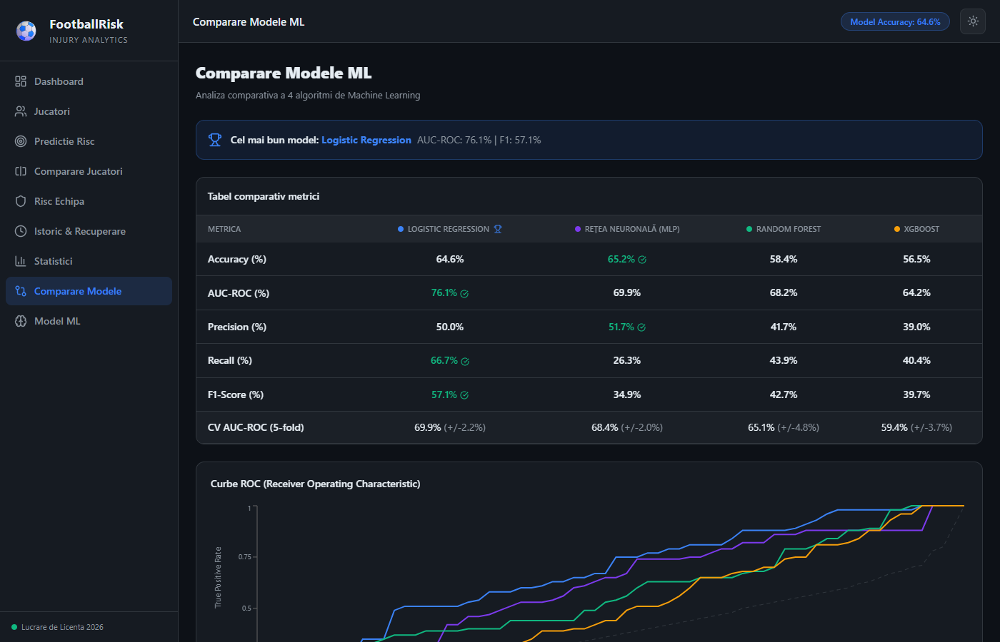 FootballRisk
INJURY ANALYTICS
Dashboard
Jucatori
Predictie Risc
Comparare Jucatori
Risc Echipa
Istoric & Recuperare
Statistici
Comparare Modele
Model ML
Lucrare de Licenta 2026
Comparare Modele ML
Model Accuracy: 64.6%
Comparare Modele ML
Analiza comparativa a 4 algoritmi de Machine Learning
Cel mai bun model: Logistic Regression AUC-ROC: 76.1% | F1: 57.1%
Tabel comparativ metrici
METRICA LOGISTIC REGRESSION REȚEA NEURONALĂ (MLP) RANDOM FOREST XGBOOST
Accuracy (%) 64.6% 65.2% 58.4% 56.5%
AUC-ROC (%) 76.1% 69.9% 68.2% 64.2%
Precision (%) 50.0% 51.7% 41.7% 39.0%
Recall (%) 66.7% 26.3% 43.9% 40.4%
F1-Score (%) 57.1% 34.9% 42.7% 39.7%
CV AUC-ROC (5-fold) 69.9% (+/-2.2%) 68.4% (+/-2.0%) 65.1% (+/-4.8%) 59.4% (+/-3.7%)
Curbe ROC (Receiver Operating Characteristic)
1
0.75
0.5
True Positive Rate